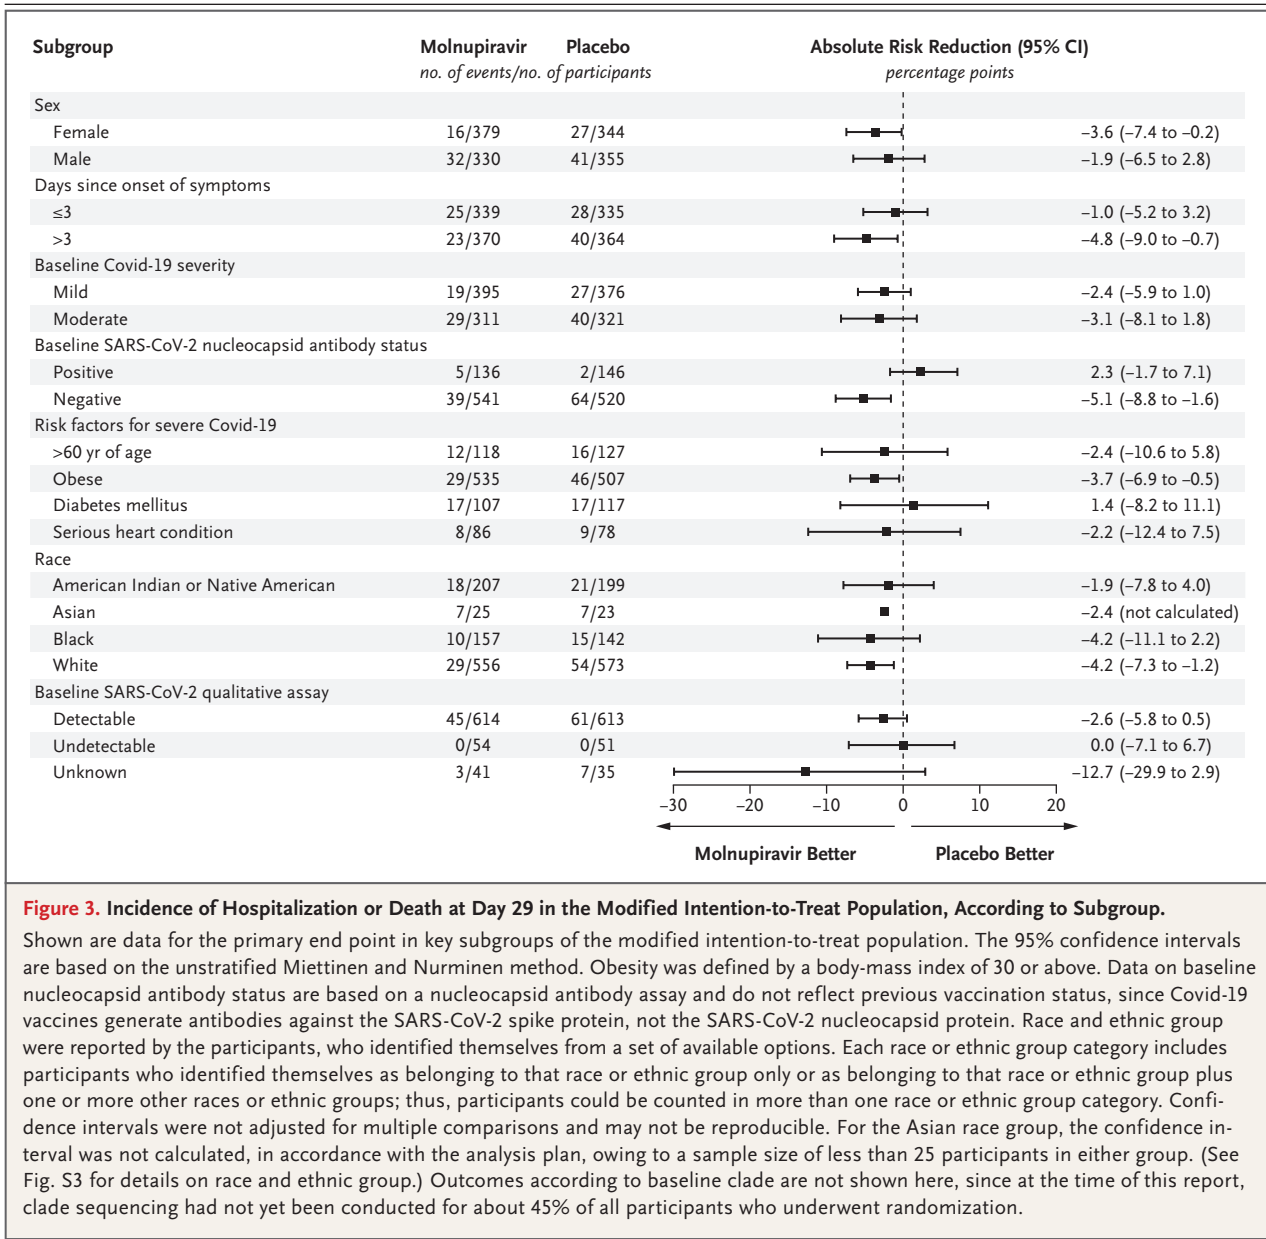 Subgroup Molnupiravir Placebo Absolute Risk Reduction (95% CI)
no. of events/no. of participants percentage points
Sex
Female 16/379 27/344 –3.6 (–7.4 to –0.2)
Male 32/330 41/355 –1.9 (–6.5 to 2.8)
Days since onset of symptoms
≤3 25/339 28/335 –1.0 (–5.2 to 3.2)
>3 23/370 40/364 –4.8 (–9.0 to –0.7)
Baseline Covid-19 severity
Mild 19/395 27/376 –2.4 (–5.9 to 1.0)
Moderate 29/311 40/321 –3.1 (–8.1 to 1.8)
Baseline SARS-CoV-2 nucleocapsid antibody status
Positive 5/136 2/146 2.3 (–1.7 to 7.1)
Negative 39/541 64/520 –5.1 (–8.8 to –1.6)
Risk factors for severe Covid-19
>60 yr of age 12/118 16/127 –2.4 (–10.6 to 5.8)
Obese 29/535 46/507 –3.7 (–6.9 to –0.5)
Diabetes mellitus 17/107 17/117 1.4 (–8.2 to 11.1)
Serious heart condition 8/86 9/78 –2.2 (–12.4 to 7.5)
Race
American Indian or Native American 18/207 21/199 –1.9 (–7.8 to 4.0)
Asian 7/25 7/23 –2.4 (not calculated)
Black 10/157 15/142 –4.2 (–11.1 to 2.2)
White 29/556 54/573 –4.2 (–7.3 to –1.2)
Baseline SARS-CoV-2 qualitative assay
Detectable 45/614 61/613 –2.6 (–5.8 to 0.5)
Undetectable 0/54 0/51 0.0 (–7.1 to 6.7)
Unknown 3/41 7/35 –12.7 (–29.9 to 2.9)
–30 –20 –10 0 10 20
Molnupiravir Better Placebo Better
Figure 3. Incidence of Hospitalization or Death at Day 29 in the Modified Intention-to-Treat Population, According to Subgroup.
Shown are data for the primary end point in key subgroups of the modified intention-to-treat population. The 95% confidence intervals
are based on the unstratified Miettinen and Nurminen method. Obesity was defined by a body-mass index of 30 or above. Data on baseline
nucleocapsid antibody status are based on a nucleocapsid antibody assay and do not reflect previous vaccination status, since Covid-19
vaccines generate antibodies against the SARS-CoV-2 spike protein, not the SARS-CoV-2 nucleocapsid protein. Race and ethnic group
were reported by the participants, who identified themselves from a set of available options. Each race or ethnic group category includes
participants who identified themselves as belonging to that race or ethnic group only or as belonging to that race or ethnic group plus
one or more other races or ethnic groups; thus, participants could be counted in more than one race or ethnic group category. Confi-
dence intervals were not adjusted for multiple comparisons and may not be reproducible. For the Asian race group, the confidence in-
terval was not calculated, in accordance with the analysis plan, owing to a sample size of less than 25 participants in either group. (See
Fig. S3 for details on race and ethnic group.) Outcomes according to baseline clade are not shown here, since at the time of this report,
clade sequencing had not yet been conducted for about 45% of all participants who underwent randomization.